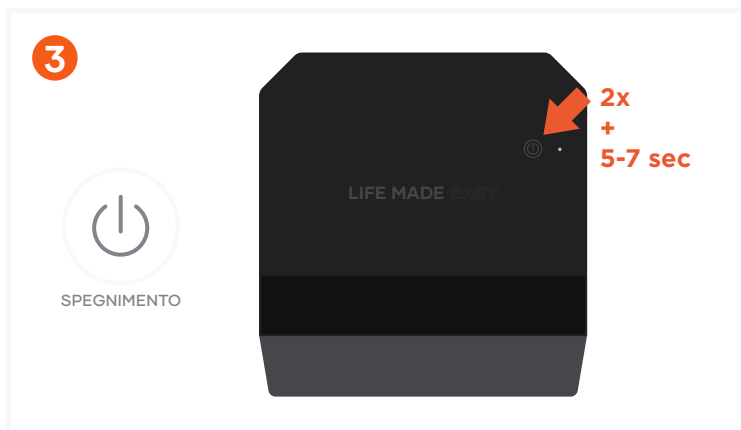 3
2x
+
5-7 sec
LIFE MADE EASY
SPEGNIMENTO